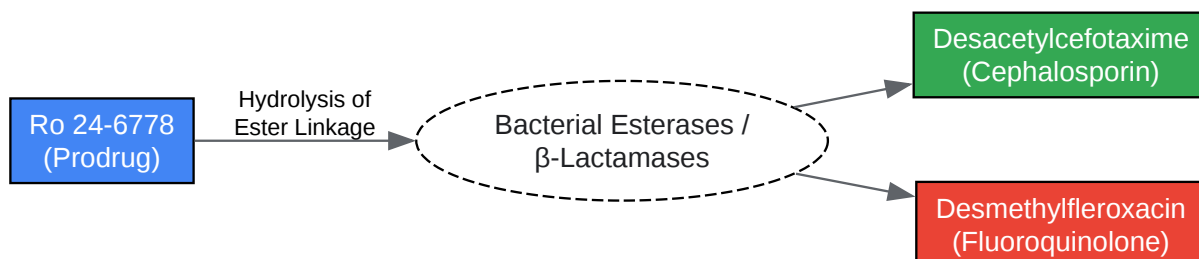 Ro 24-6778
(Prodrug)
Hydrolysis of
Ester Linkage
Bacterial Esterases /
β-Lactamases
Desacetylcefotaxime
(Cephalosporin)
Desmethylfleroxacin
(Fluoroquinolone)